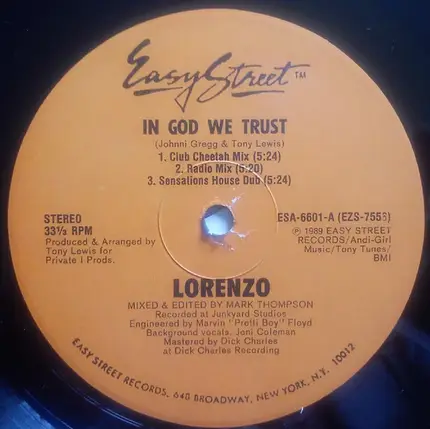 Easy Street™
IN GOD WE TRUST
(Johnni Gregg & Tony Lewis)
1. Club Cheetah Mix (5:24)
2. Radio Mix (5:20)
3. Sensations House Dub (5:24)
STEREO
33⅓ RPM
Produced & Arranged by
Tony Lewis for
Private I Prods.
ESA-6601-A (EZS-7558)
℗ 1989 EASY STREET
RECORDS/Andi-Girl
Music/Tony Tunes/
BMI
LORENZO
MIXED & EDITED BY MARK THOMPSON
Recorded at Junkyard Studios
Engineered by Marvin "Pretti Boy" Floyd
Background vocals, Joni Coleman
Mastered by Dick Charles
at Dick Charles Recording
EASY STREET RECORDS, 648 BROADWAY, NEW YORK, N.Y. 10012